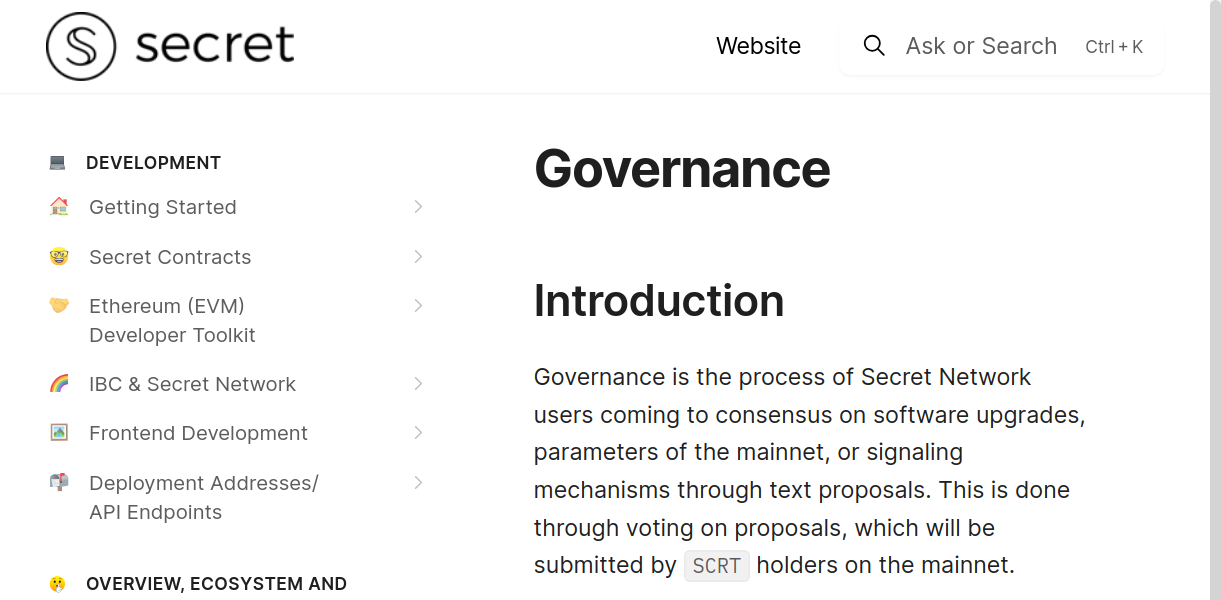 secret
Website
Ask or Search
Ctrl + K
DEVELOPMENT
Getting Started
Secret Contracts
Ethereum (EVM)
Developer Toolkit
IBC & Secret Network
Frontend Development
Deployment Addresses/
API Endpoints
OVERVIEW, ECOSYSTEM AND
Governance
Introduction
Governance is the process of Secret Network
users coming to consensus on software upgrades,
parameters of the mainnet, or signaling
mechanisms through text proposals. This is done
through voting on proposals, which will be
submitted by SCRT holders on the mainnet.